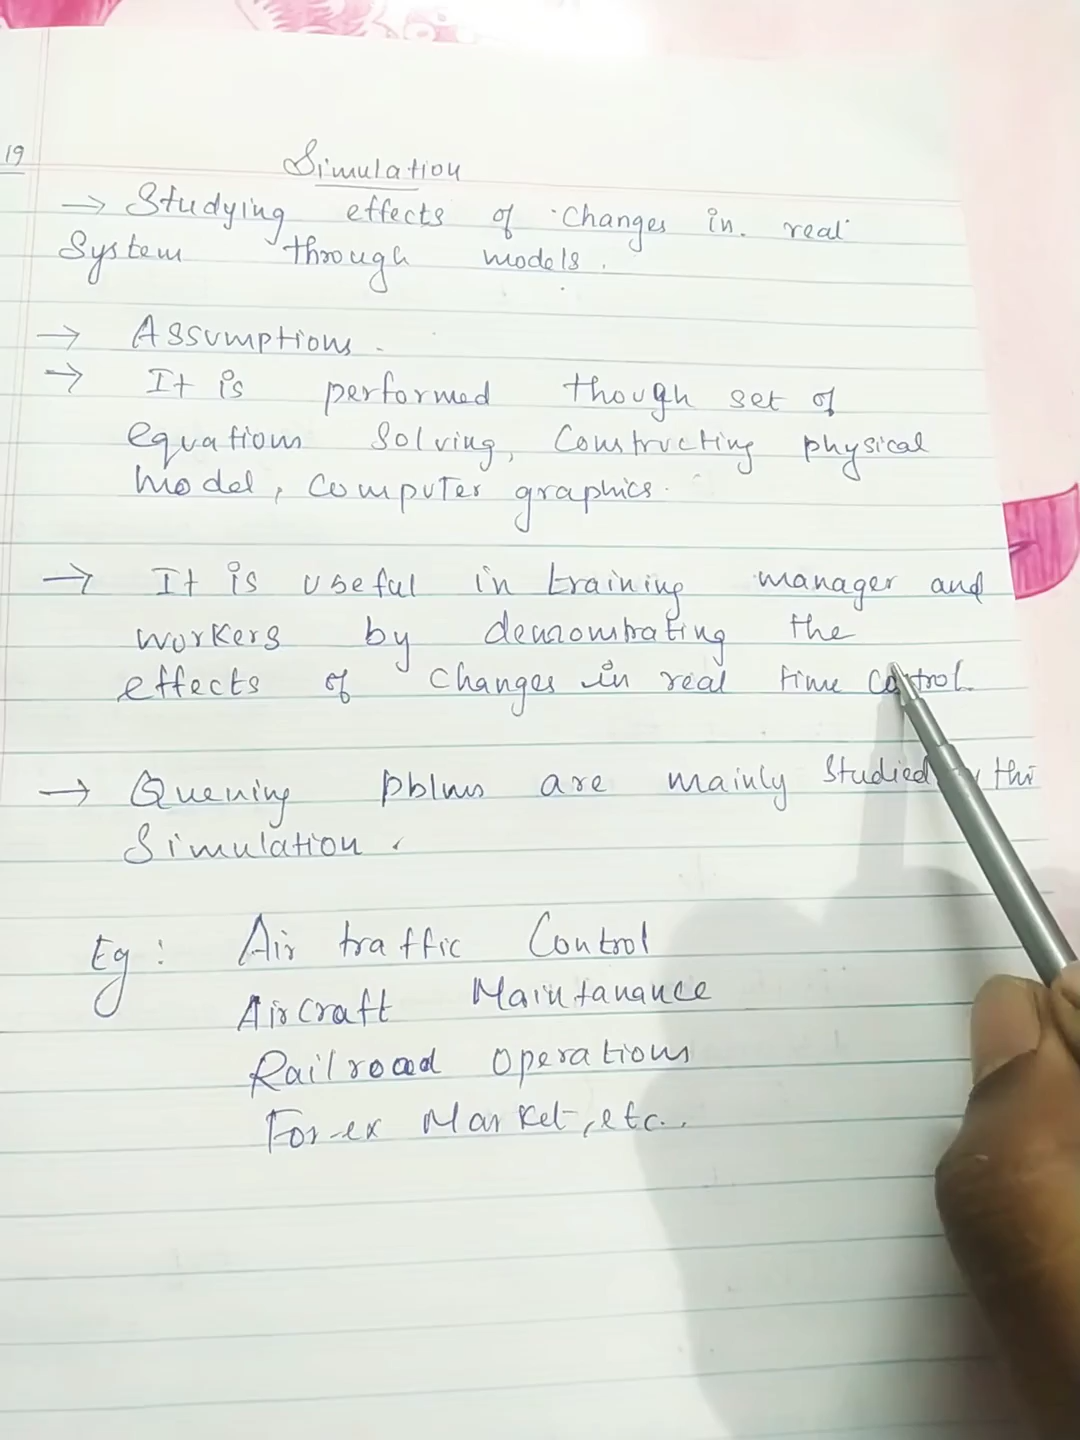 19
Simulation
→ Studying effects of changes in real
System through models.
→ Assumptions.
→ It is performed though set of
equations solving, Constructing physical
model, computer graphics.
→ It is useful in training manager and
workers by demonstrating the
effects of changes in real time control.
→ Queuing pblms are mainly studied
Simulation.
Eg: Air traffic Control
Aircraft Maintanance
Railroad Operations
Forex Market, etc..